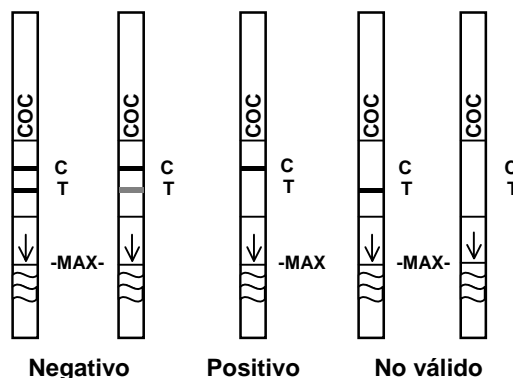 COC COC COC COC COC
C C C C
T T T T
-MAX- -MAX -MAX-
Negativo Positivo No válido